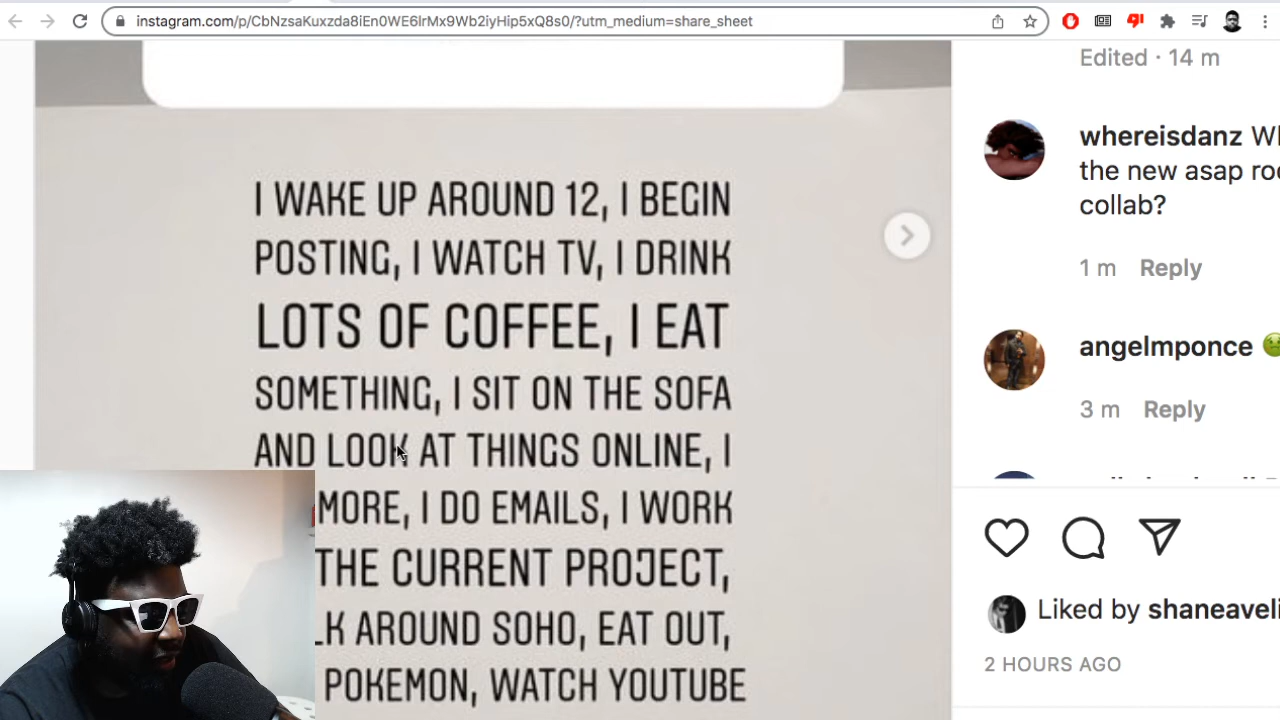 instagram.com/p/CbNzsaKuxzda8iEn0WE6lrMx9Wb2iyHip5xQ8s0/?utm_medium=share_sheet
Edited · 14 m
I WAKE UP AROUND 12, I BEGIN
POSTING, I WATCH TV, I DRINK
LOTS OF COFFEE, I EAT
SOMETHING, I SIT ON THE SOFA
AND LOOK AT THINGS ONLINE, I
MORE, I DO EMAILS, I WORK
THE CURRENT PROJECT,
AROUND SOHO, EAT OUT,
POKEMON, WATCH YOUTUBE
whereisdanz
the new asap
collab?
1 m Reply
angelmponce
3 m Reply
Liked by
2 HOURS AGO